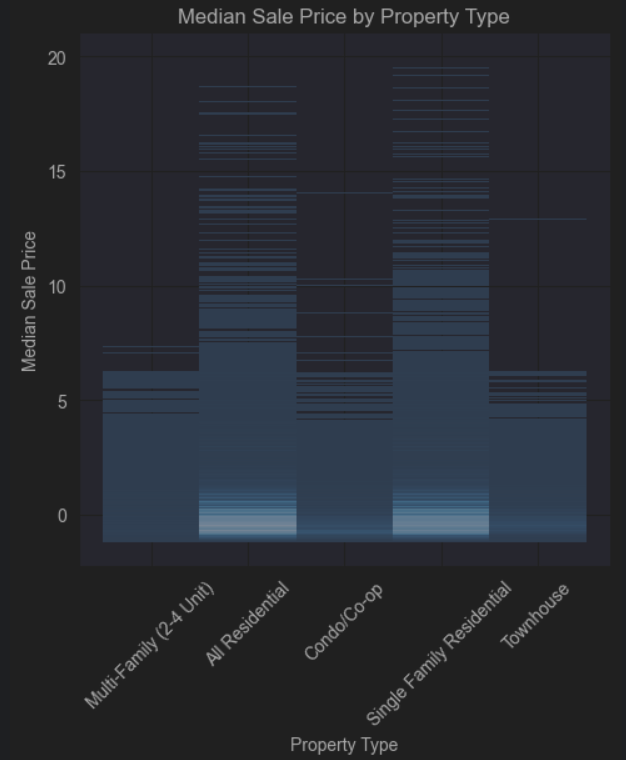 Median Sale Price by Property Type
20
15
10
5
0
Median Sale Price
Multi-Family (2-4 Unit)
All Residential
Condo/Co-op
Single Family Residential
Townhouse
Property Type